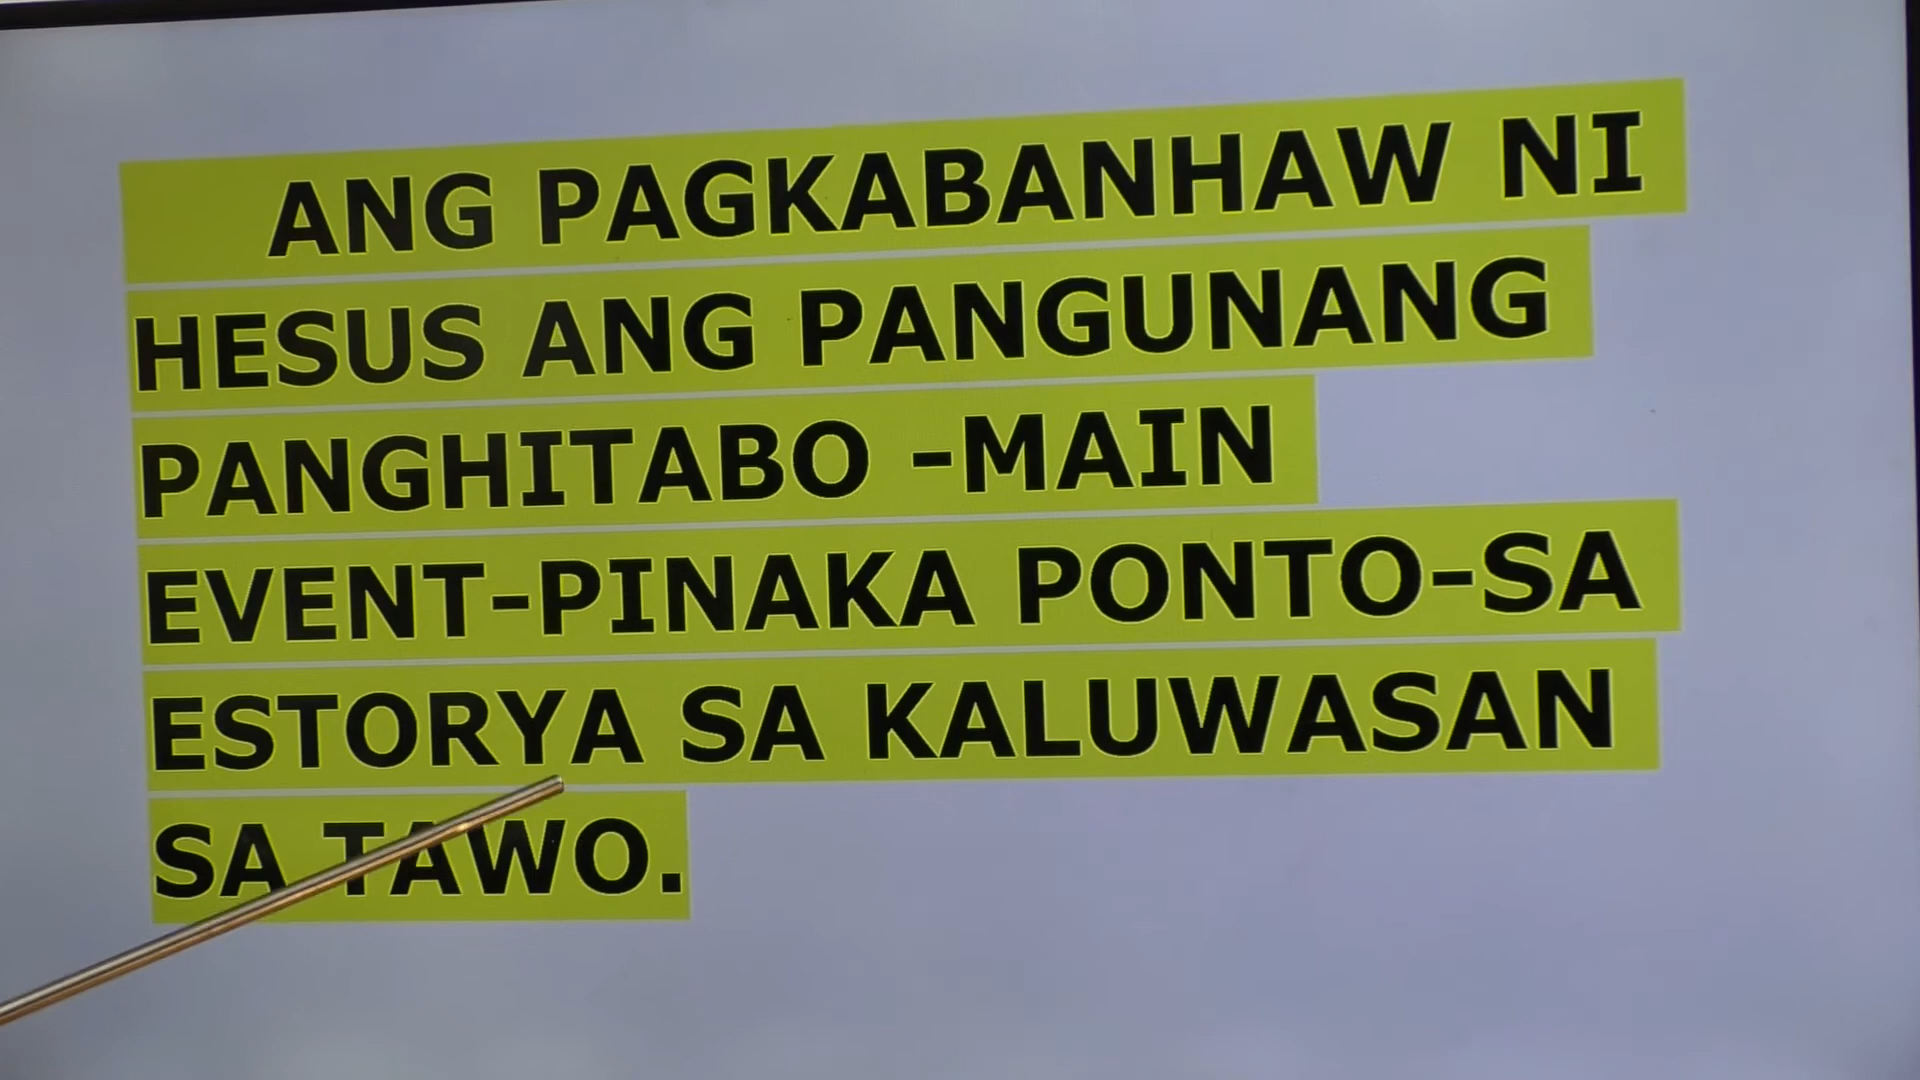 ANG PAGKABANHAW NI
HESUS ANG PANGUNANG
PANGHITABO -MAIN
EVENT-PINAKA PONTO-SA
ESTORYA SA KALUWASAN
SA TAWO.